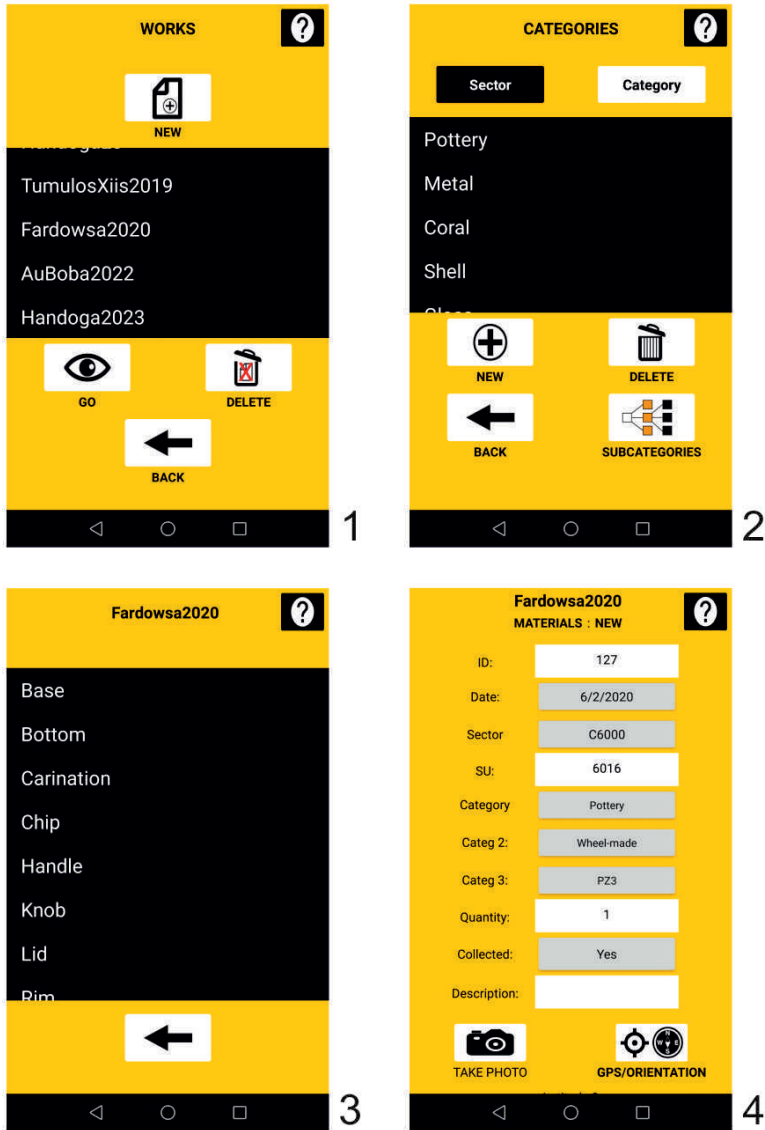 WORKS
?
NEW
TumulosXiis2019
Fardowsa2020
AuBoba2022
Handoga2023
GO
DELETE
BACK
1
CATEGORIES
?
Sector
Category
Pottery
Metal
Coral
Shell
NEW
DELETE
BACK
SUBCATEGORIES
2
Fardowsa2020
?
Base
Bottom
Carination
Chip
Handle
Knob
Lid
Rim
3
Fardowsa2020
?
MATERIALS : NEW
ID: 127
Date: 6/2/2020
Sector C6000
SU: 6016
Category Pottery
Categ 2: Wheel-made
Categ 3: PZ3
Quantity: 1
Collected: Yes
Description:
N
W E
S
TAKE PHOTO
GPS/ORIENTATION
4